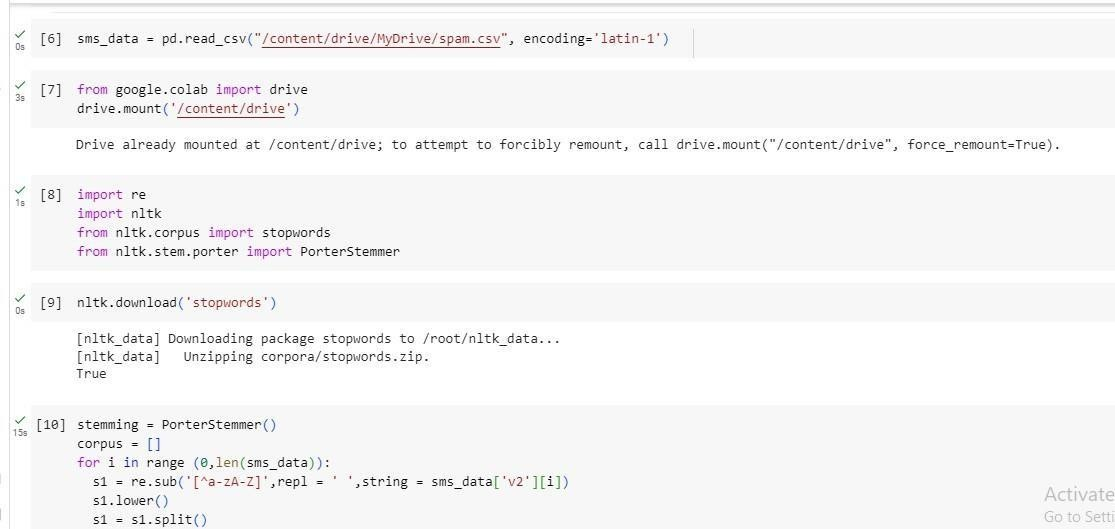 0s [6] sms_data = pd.read_csv("/content/drive/MyDrive/spam.csv", encoding='latin-1')
3s [7] from google.colab import drive
drive.mount('/content/drive')
Drive already mounted at /content/drive; to attempt to forcibly remount, call drive.mount("/content/drive", force_remount=True).
1s [8] import re
import nltk
from nltk.corpus import stopwords
from nltk.stem.porter import PorterStemmer
0s [9] nltk.download('stopwords')
[nltk_data] Downloading package stopwords to /root/nltk_data...
[nltk_data]   Unzipping corpora/stopwords.zip.
True
15s [10] stemming = PorterStemmer()
corpus = []
for i in range (0,len(sms_data)):
  s1 = re.sub('[^a-zA-Z]',repl = ' ',string = sms_data['v2'][i])
  s1.lower()
  s1 = s1.split()
Activate
Go to Setti